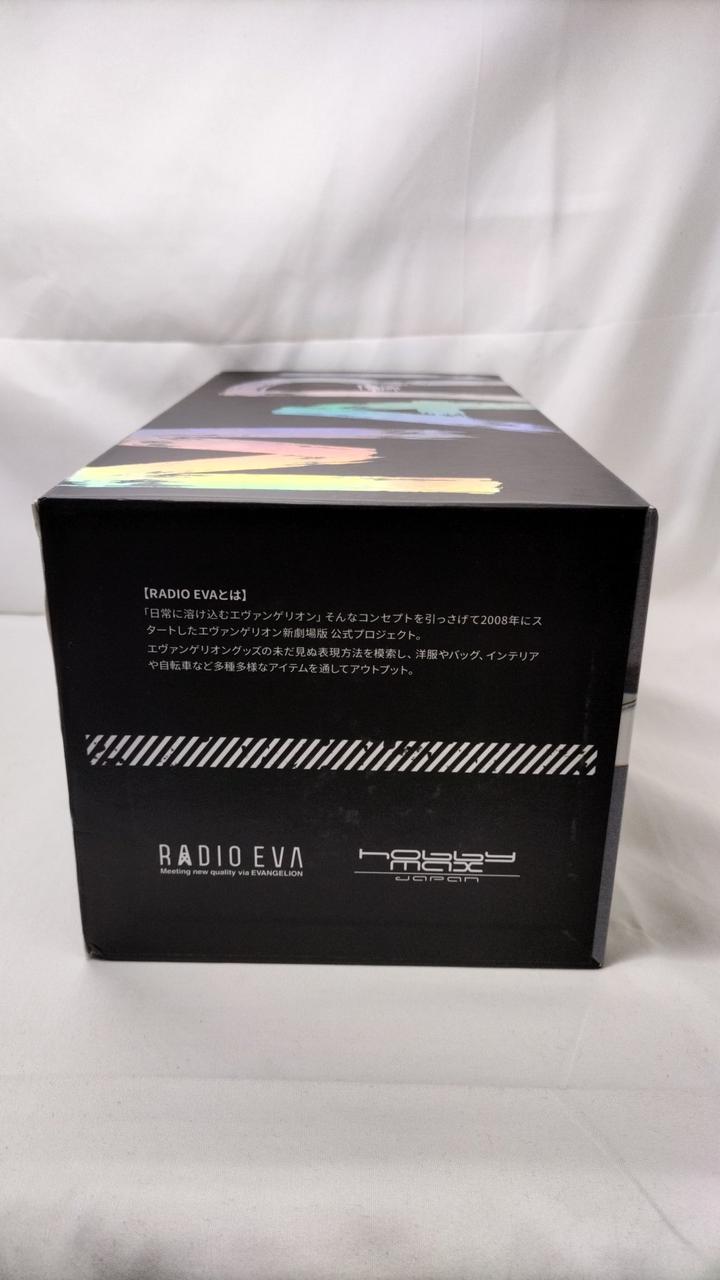 【RADIO EVAとは】
「日常に溶け込むエヴァンゲリオン」そんなコンセプトを引っさげて2008年にス
タートしたエヴァンゲリオン新劇場版 公式プロジェクト。
エヴァンゲリオングッズの未だ見ぬ表現方法を模索し、洋服やバッグ、インテリア
や自転車など多種多様なアイテムを通してアウトプット。
RADIO EVA
Meeting new quality via EVANGELION
hobby
max
japan